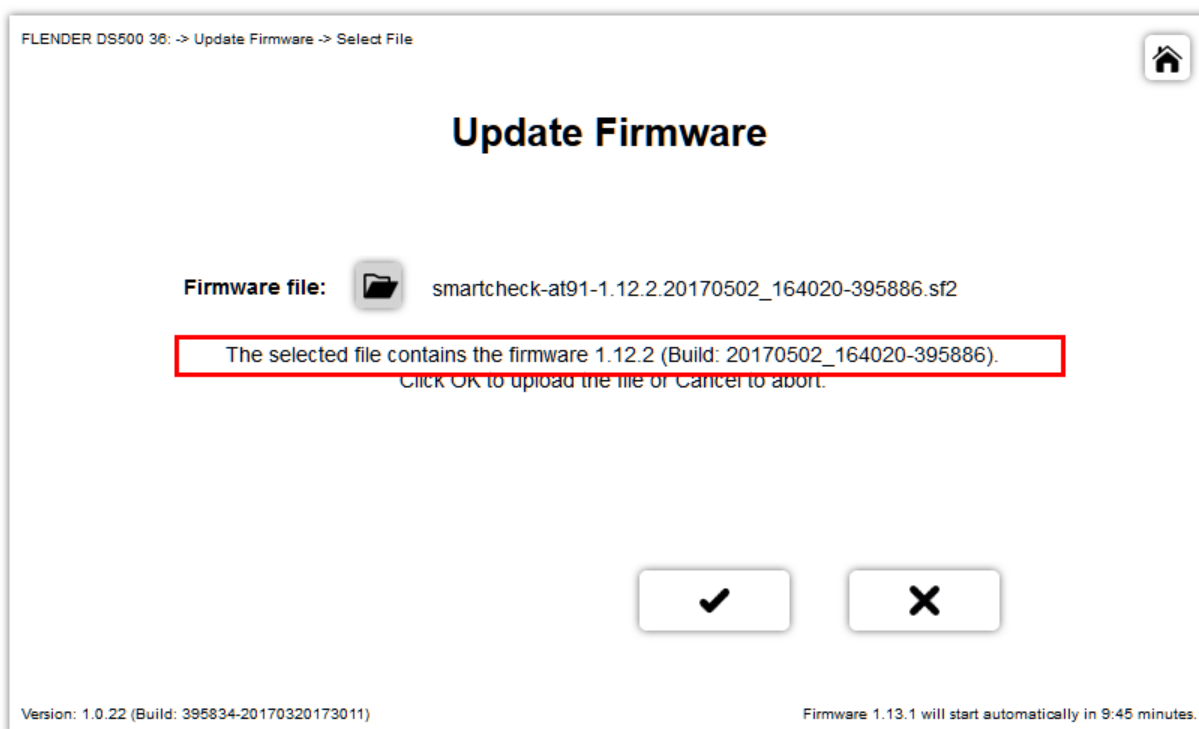 FLENDER DS500 36: -> Update Firmware -> Select File
Update Firmware
Firmware file: smartcheck-at91-1.12.2.20170502_164020-395886.sf2
The selected file contains the firmware 1.12.2 (Build: 20170502_164020-395886).
Click OK to upload the file or Cancel to abort.
Version: 1.0.22 (Build: 395834-20170320173011)
Firmware 1.13.1 will start automatically in 9:45 minutes.